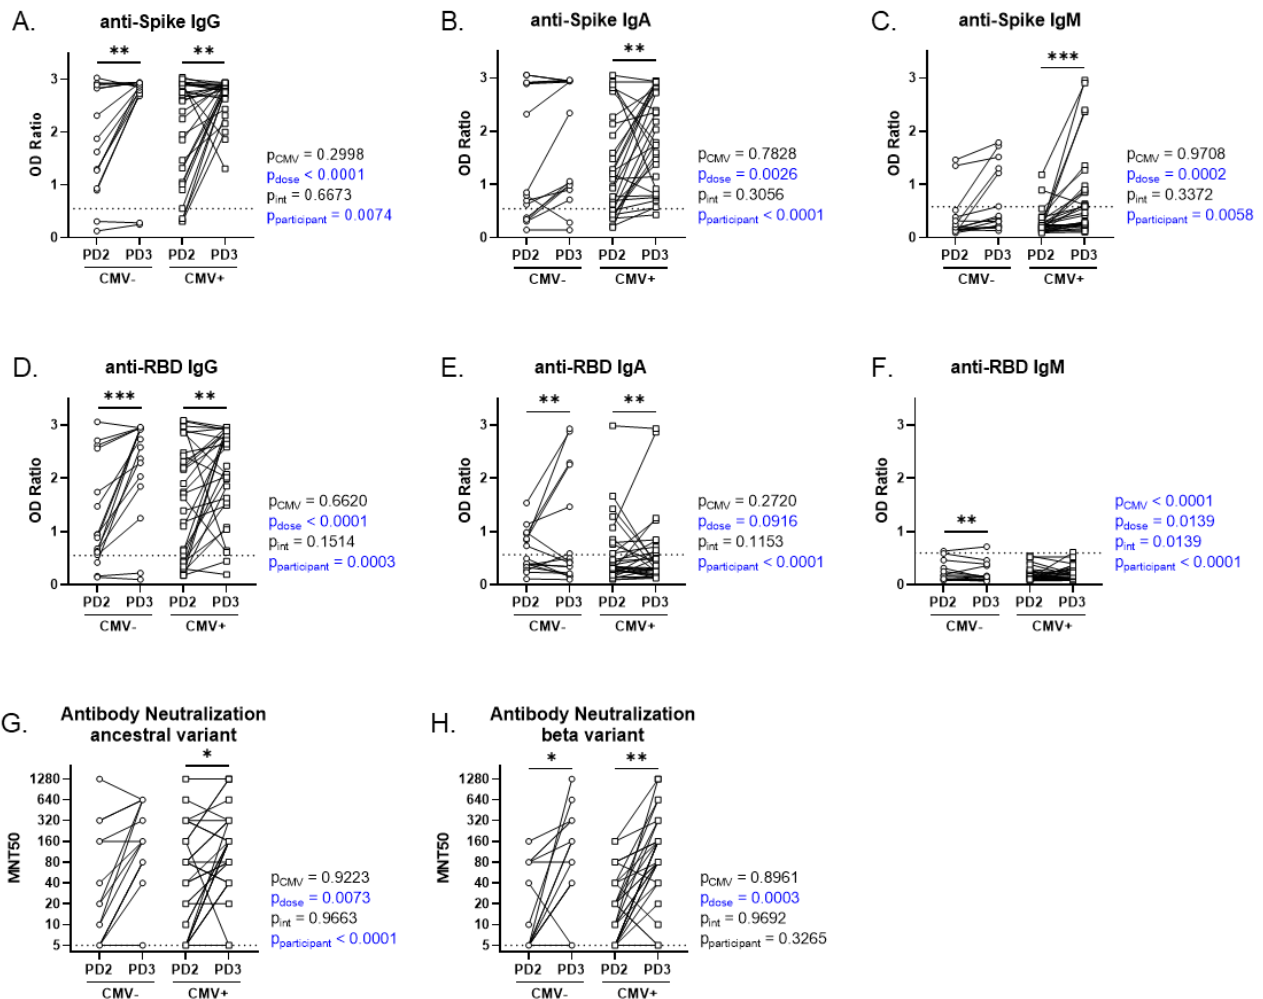 A.
anti-Spike IgG
**
**
OD Ratio
3
2
1
0
PD2 PD3 PD2 PD3
CMV- CMV+
pCMV = 0.2998
pdose < 0.0001
pint = 0.6673
pparticipant = 0.0074
B.
anti-Spike IgA
**
OD Ratio
3
2
1
0
PD2 PD3 PD2 PD3
CMV- CMV+
pCMV = 0.7828
pdose = 0.0026
pint = 0.3056
pparticipant < 0.0001
C.
anti-Spike IgM
***
OD Ratio
3
2
1
0
PD2 PD3 PD2 PD3
CMV- CMV+
pCMV = 0.9708
pdose = 0.0002
pint = 0.3372
pparticipant = 0.0058
D.
anti-RBD IgG
***
**
OD Ratio
3
2
1
0
PD2 PD3 PD2 PD3
CMV- CMV+
pCMV = 0.6620
pdose < 0.0001
pint = 0.1514
pparticipant = 0.0003
E.
anti-RBD IgA
**
**
OD Ratio
3
2
1
0
PD2 PD3 PD2 PD3
CMV- CMV+
pCMV = 0.2720
pdose = 0.0916
pint = 0.1153
pparticipant < 0.0001
F.
anti-RBD IgM
**
OD Ratio
3
2
1
0
PD2 PD3 PD2 PD3
CMV- CMV+
pCMV < 0.0001
pdose = 0.0139
pint = 0.0139
pparticipant < 0.0001
G.
Antibody Neutralization
ancestral variant
*
MNT50
1280
640
320
160
80
40
20
10
5
PD2 PD3 PD2 PD3
CMV- CMV+
pCMV = 0.9223
pdose = 0.0073
pint = 0.9663
pparticipant < 0.0001
H.
Antibody Neutralization
beta variant
*
**
MNT50
1280
640
320
160
80
40
20
10
5
PD2 PD3 PD2 PD3
CMV- CMV+
pCMV = 0.8961
pdose = 0.0003
pint = 0.9692
pparticipant = 0.3265